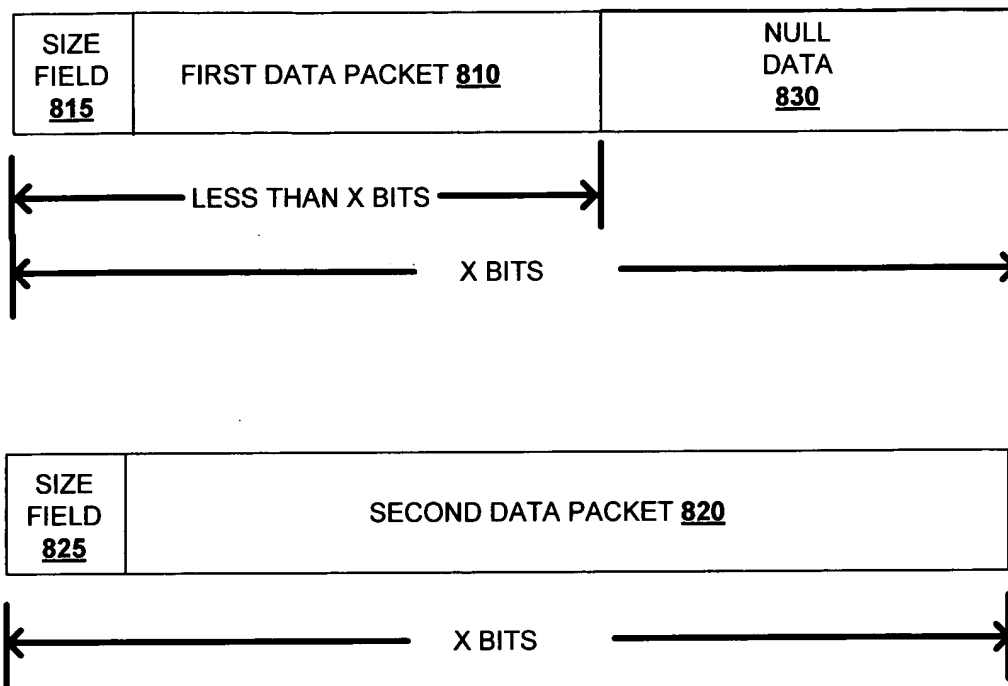 SIZE
FIELD
815
FIRST DATA PACKET 810
NULL
DATA
830
LESS THAN X BITS
X BITS
SIZE
FIELD
825
SECOND DATA PACKET 820
X BITS